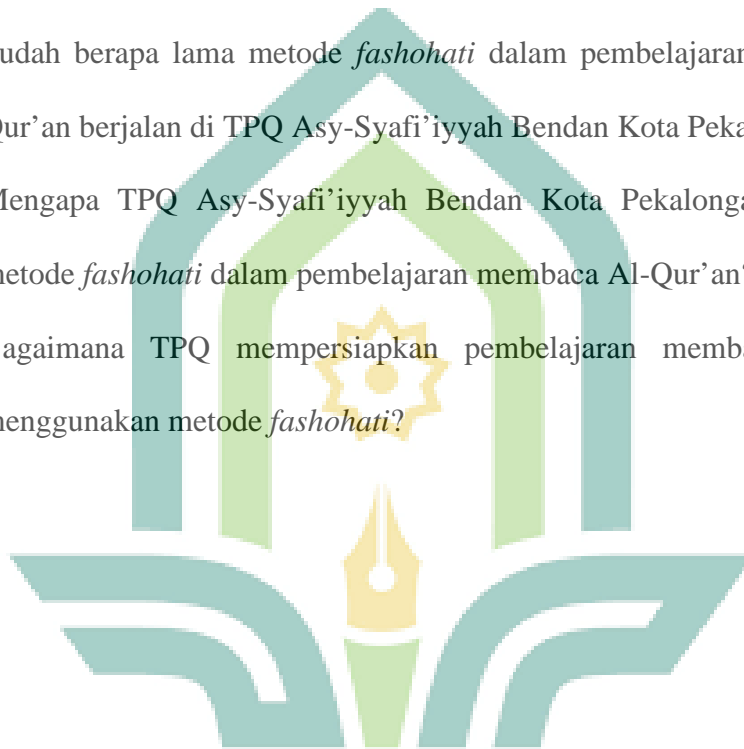 udah berapa lama metode fashohati dalam pembelajaran
Qur’an berjalan di TPQ Asy-Syafi’iyyah Bendan Kota Peka
Mengapa TPQ Asy-Syafi’iyyah Bendan Kota Pekalonga
metode fashohati dalam pembelajaran membaca Al-Qur’an?
agaimana TPQ mempersiapkan pembelajaran memba
menggunakan metode fashohati?